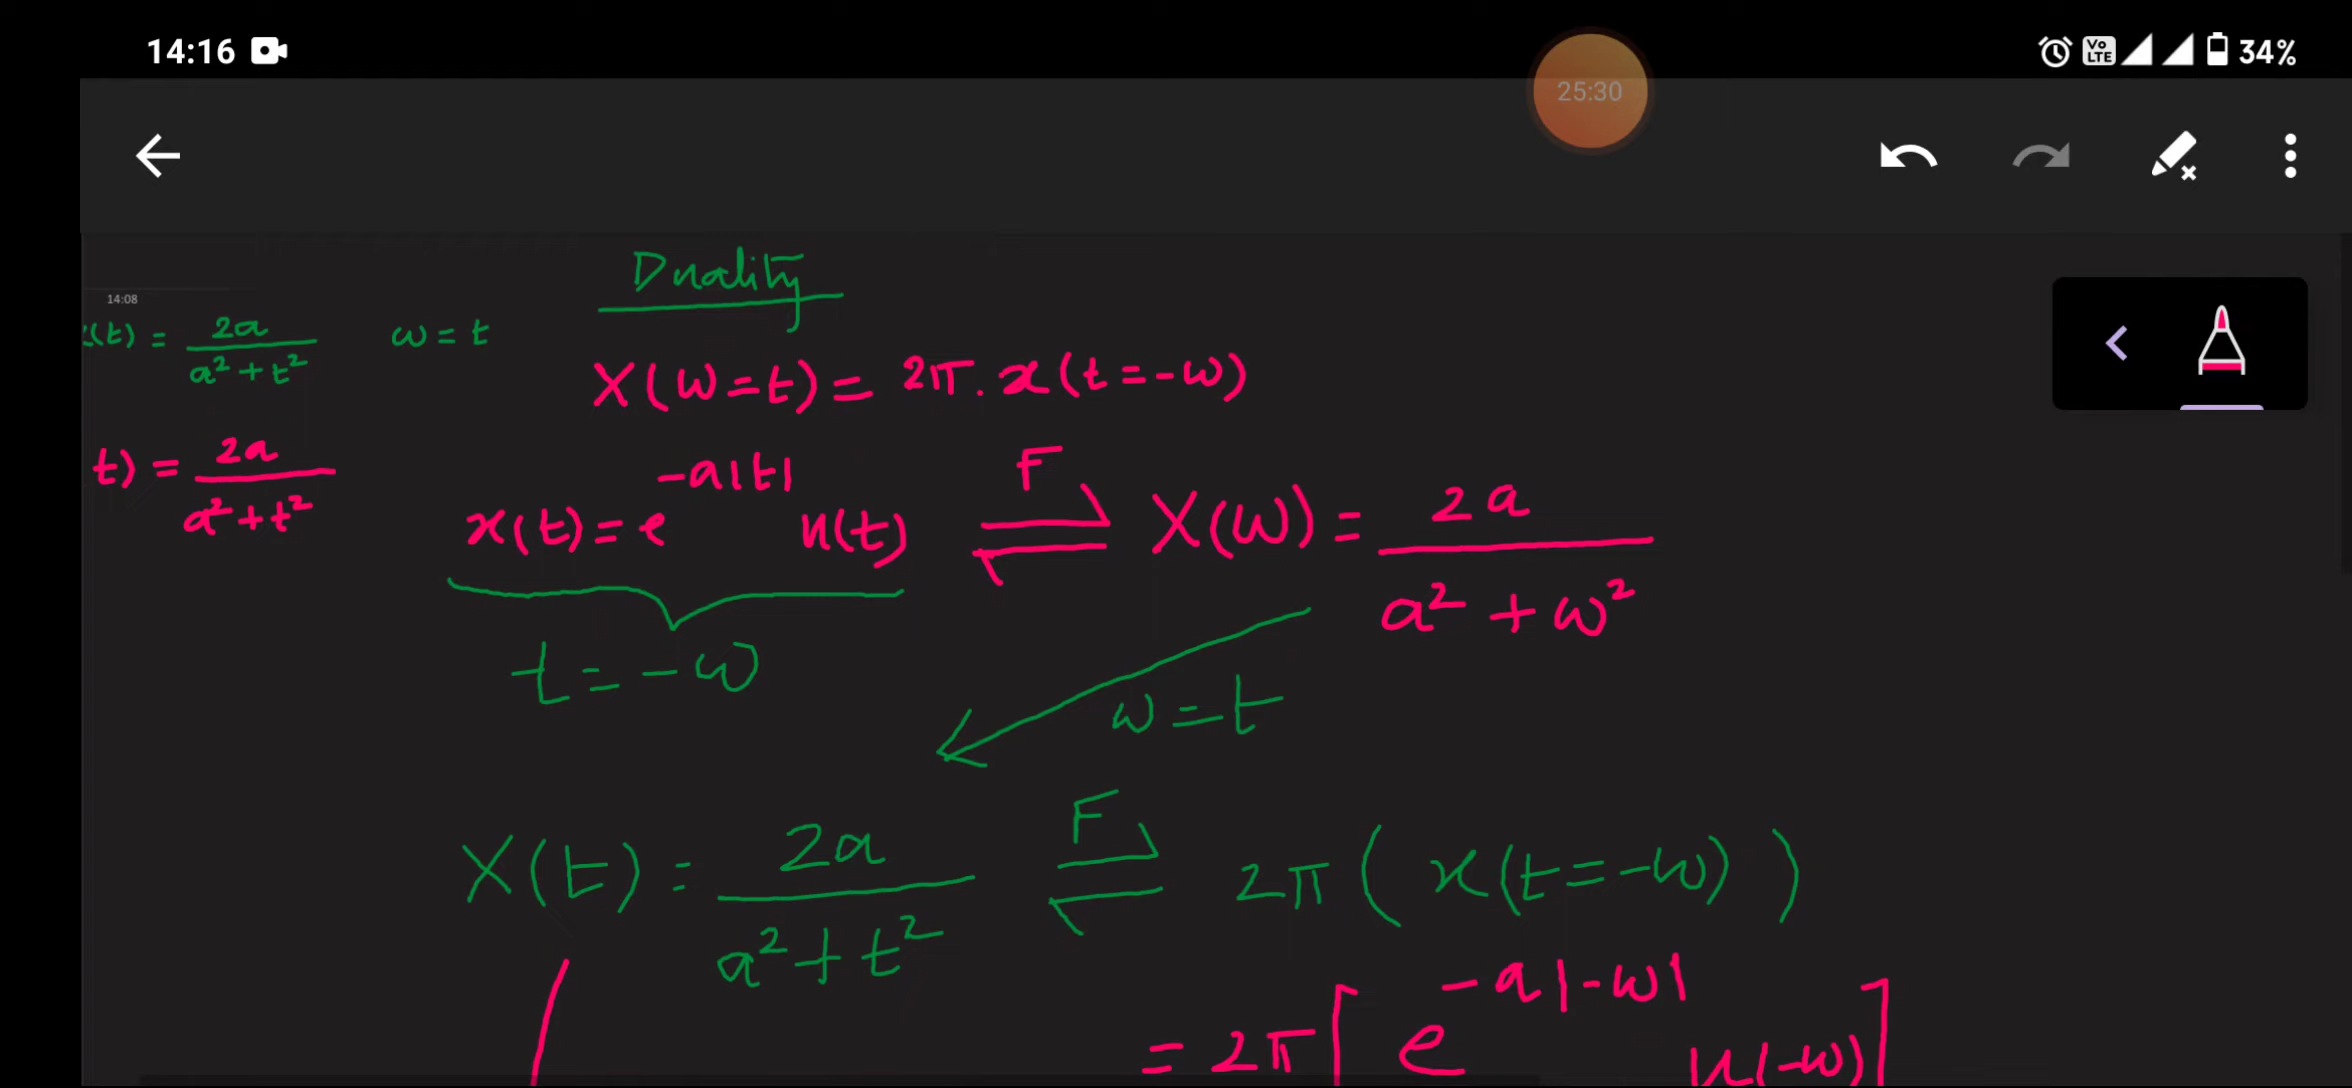 14:16
VoLTE 34%
25:30
14:08
Duality
(t) = 2a / a² + t²   ω = t
X(ω=t) = 2π. x(t=-ω)
t) = 2a / a² + t²
x(t) = e^-a|t| u(t) ⇌ F X(ω) = 2a / a² + ω²
t = -ω
ω = t
X(t) = 2a / a² + t² ⇌ F 2π ( x(t=-ω) )
= 2π [ e^-a|-ω| u(-ω) ]